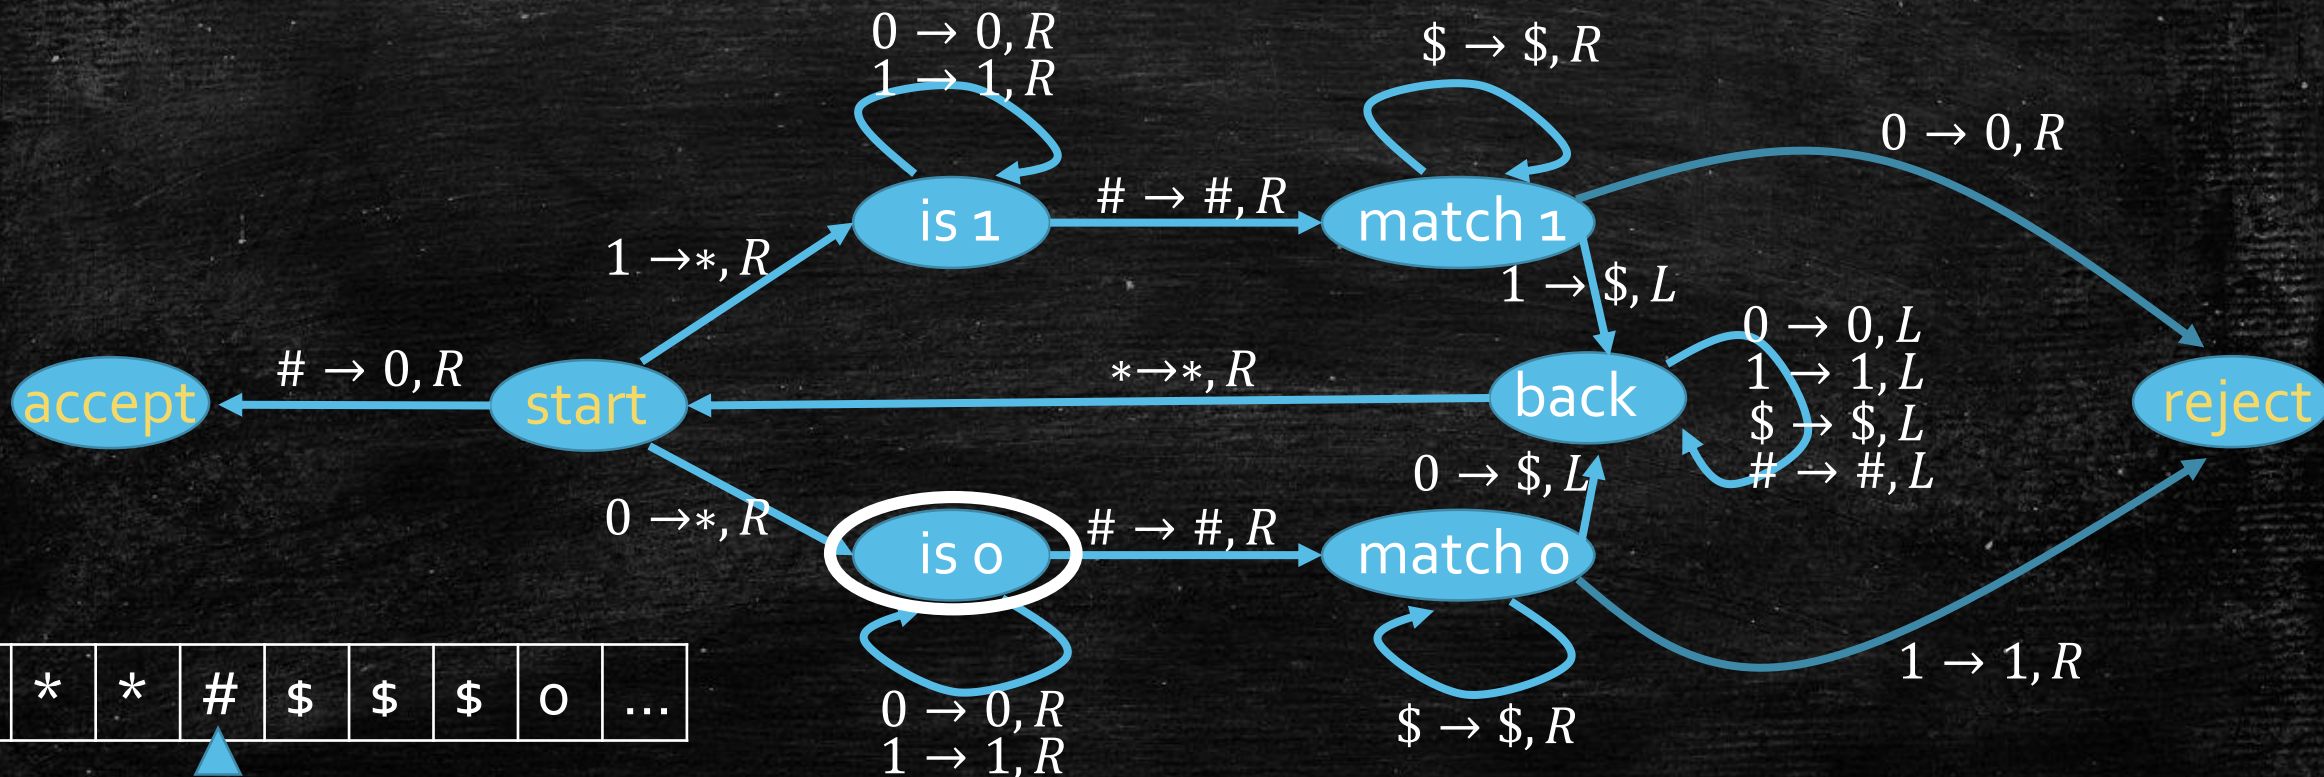 0 → 0, R
1 → 1, R
$ → $, R
0 → 0, R
is 1
# → #, R
match 1
1 →*, R
1 → $, L
0 → 0, L
1 → 1, L
$ → $, L
# → #, L
accept
# → 0, R
start
*→*, R
back
reject
0 →*, R
0 → $, L
is 0
# → #, R
match 0
1 → 1, R
0 → 0, R
1 → 1, R
$ → $, R
* * # $ $ $ 0 ...